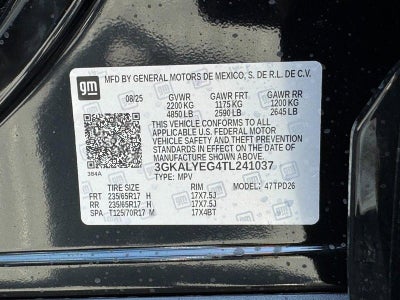 gm MFD BY GENERAL MOTORS DE MEXICO, S. DE R.L. DE C.V.
08/25 GVWR GAWR FRT GAWR RR
2200 KG 1175 KG 1200 KG
4850 LB 2590 LB 2645 LB
THIS VEHICLE CONFORMS TO ALL
APPLICABLE U.S. FEDERAL MOTOR
VEHICLE SAFETY AND THEFT PREVENTION
STANDARDS IN EFFECT ON THE DATE OF
MANUFACTURE SHOWN ABOVE.
3GKALYEG4TL241037
384A TYPE: MPV MODEL: 4TTPD26
TIRE SIZE RIM
FRT 235/65R17 H 17X7.5J
RR 235/65R17 H 17X7.5J
SPA T125/70R17 M 17X4BT